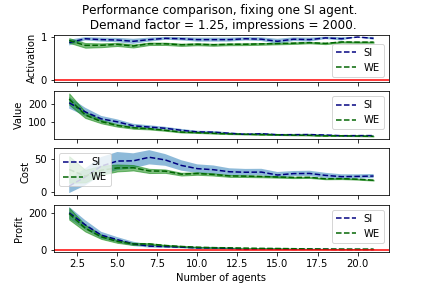 Performance comparison, fixing one SI agent.
Demand factor = 1.25, impressions = 2000.
Activation
1
0
SI
WE
Value
200
100
SI
WE
Cost
50
0
SI
WE
Profit
200
0
SI
WE
2.5 5.0 7.5 10.0 12.5 15.0 17.5 20.0
Number of agents